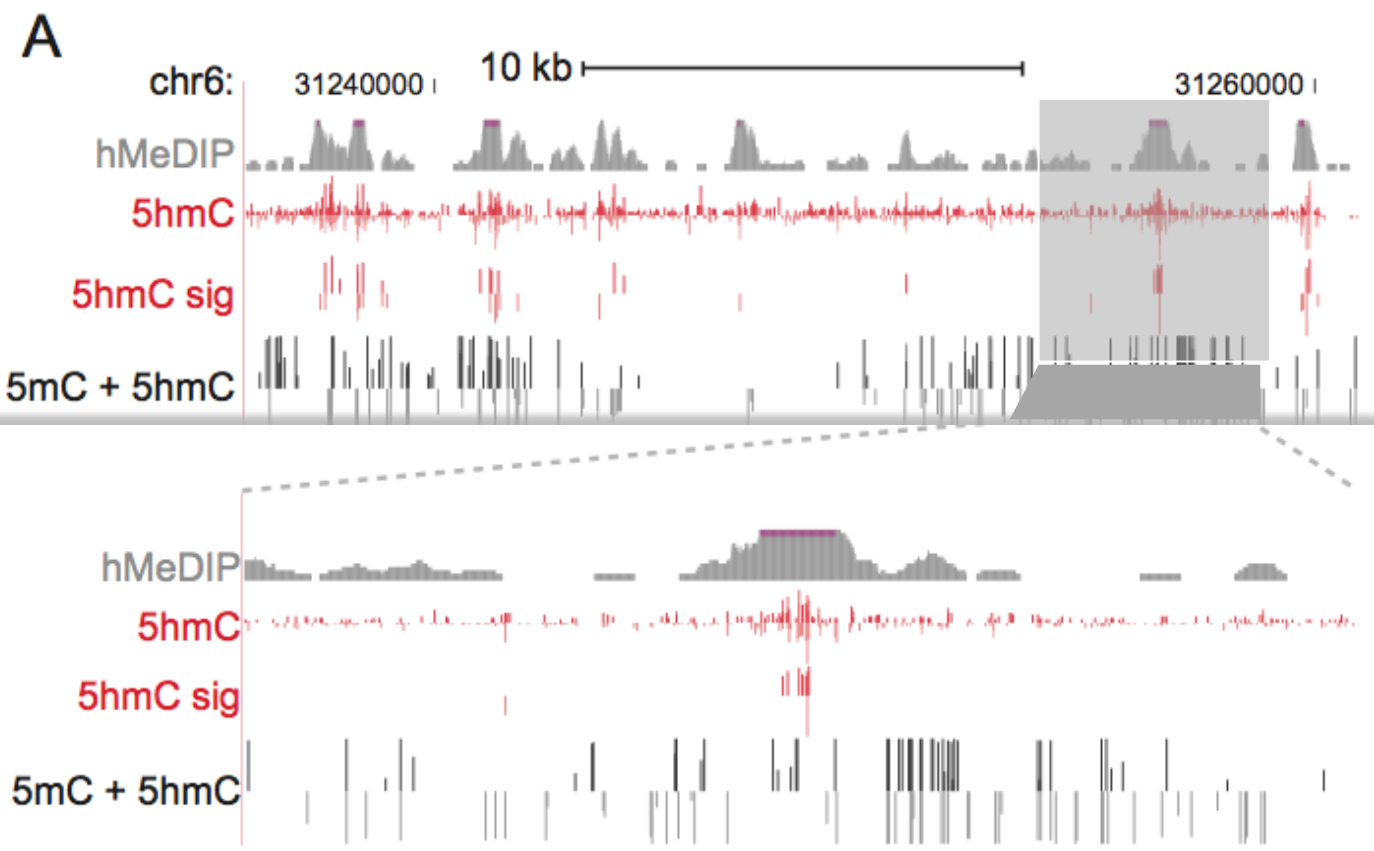 A
10 kb
chr6: 31240000 31260000
hMeDIP
5hmC
5hmC sig
5mC + 5hmC
hMeDIP
5hmC
5hmC sig
5mC + 5hmC